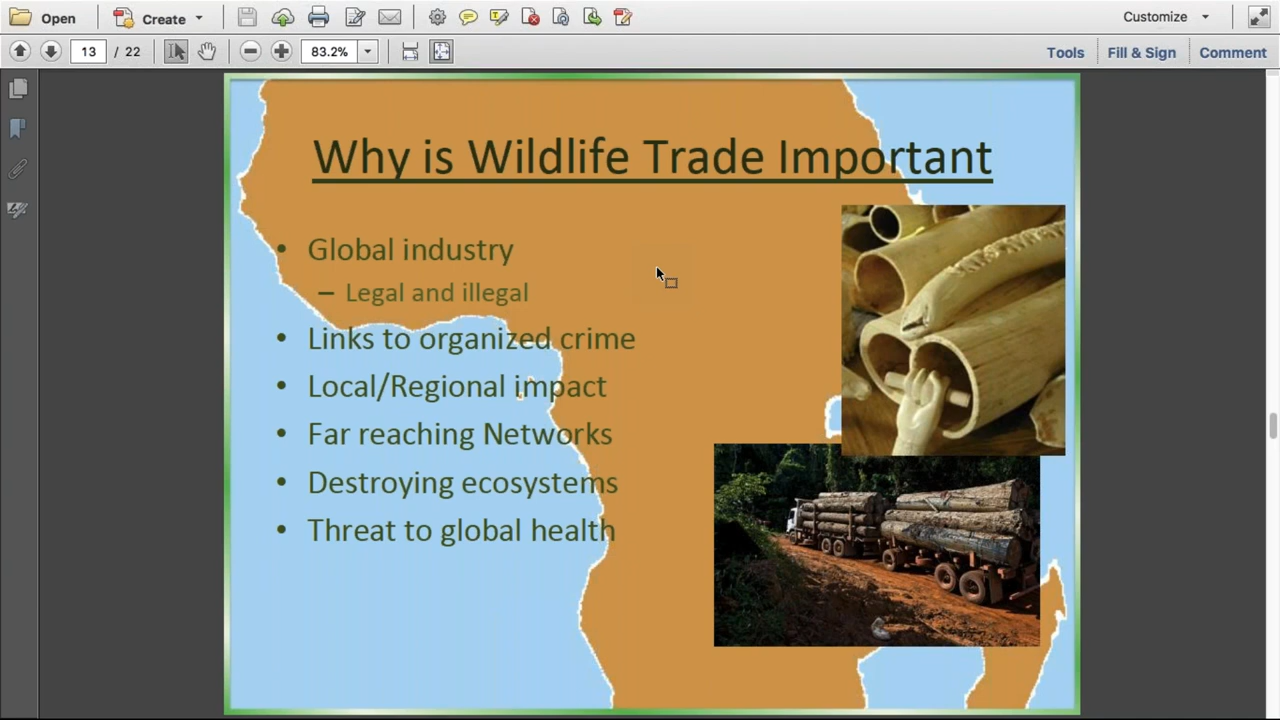 Open
Create
Customize
13 / 22
83.2%
Tools
Fill & Sign
Comment
Why is Wildlife Trade Important
• Global industry
– Legal and illegal
• Links to organized crime
• Local/Regional impact
• Far reaching Networks
• Destroying ecosystems
• Threat to global health